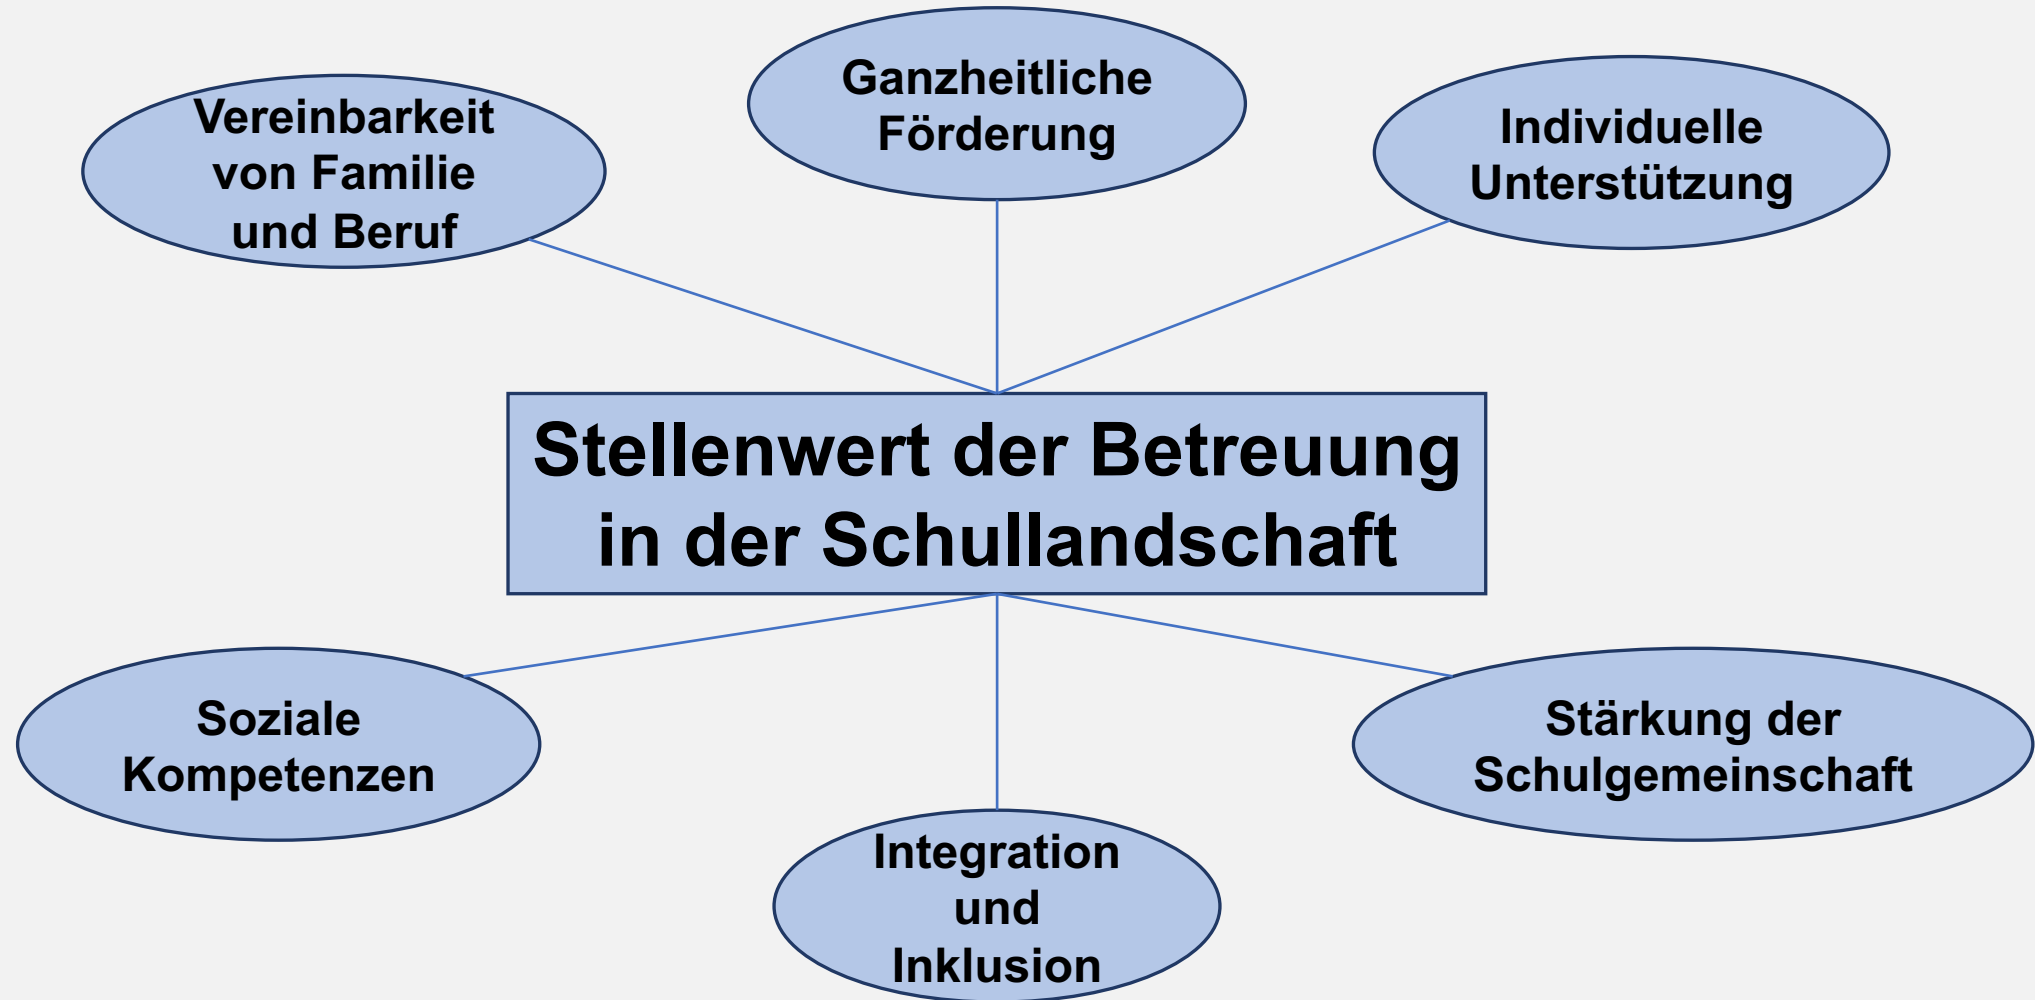 Vereinbarkeit
von Familie
und Beruf
Ganzheitliche
Förderung
Individuelle
Unterstützung
Stellenwert der Betreuung
in der Schullandschaft
Soziale
Kompetenzen
Integration
und
Inklusion
Stärkung der
Schulgemeinschaft